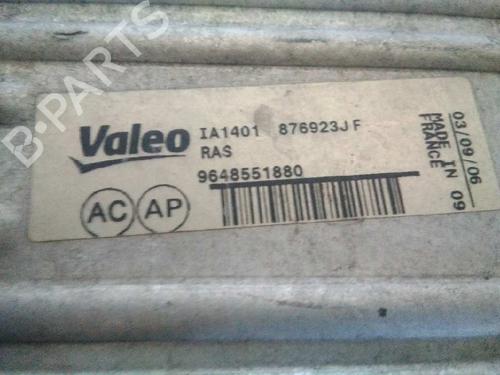 B-PARTS
Valeo
IA1401 876923J F
RAS
9648551880
AC AP
03/09/06
MADE IN 09
FRANCE